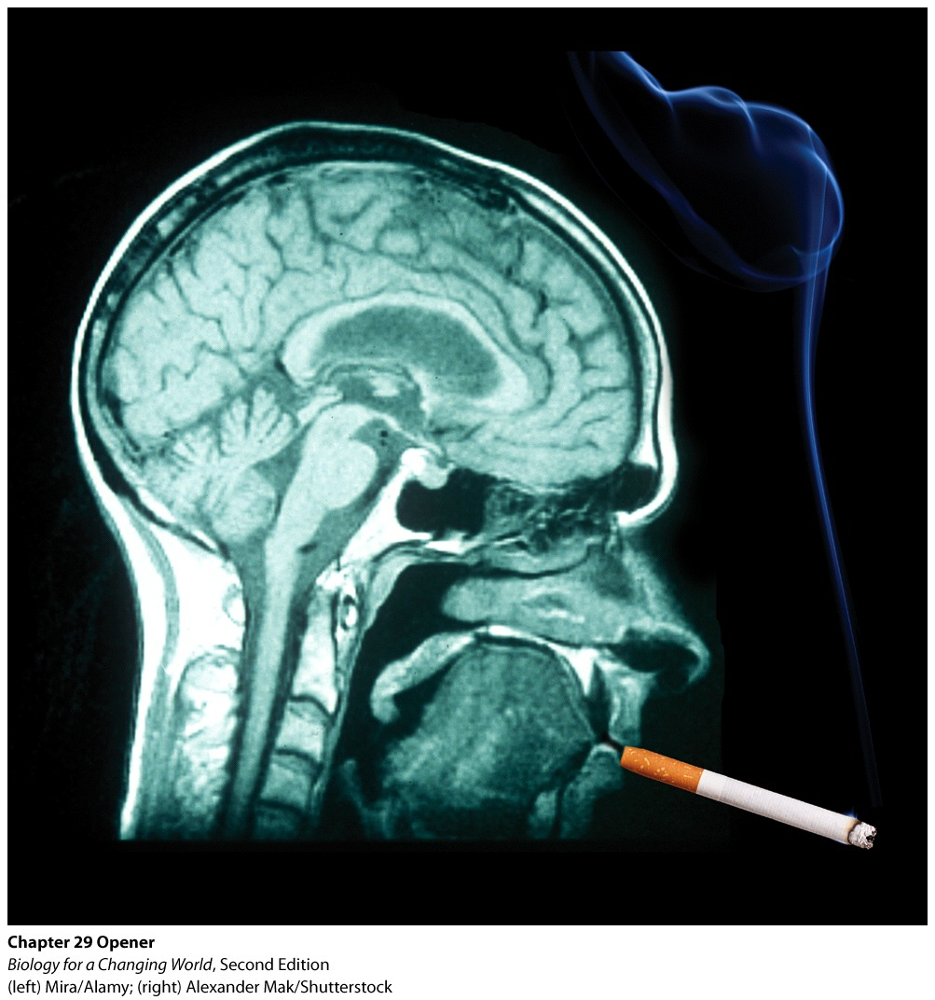 Chapter 29 Opener
Biology for a Changing World, Second Edition
(left) Mira/Alamy; (right) Alexander Mak/Shutterstock